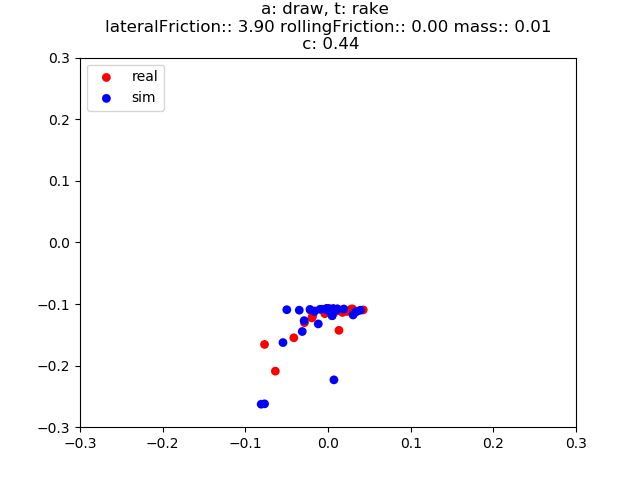 a: draw, t: rake
lateralFriction:: 3.90 rollingFriction:: 0.00 mass:: 0.01
c: 0.44
real
sim
0.3
0.2
0.1
0.0
−0.1
−0.2
−0.3
−0.3
−0.2
−0.1
0.0
0.1
0.2
0.3